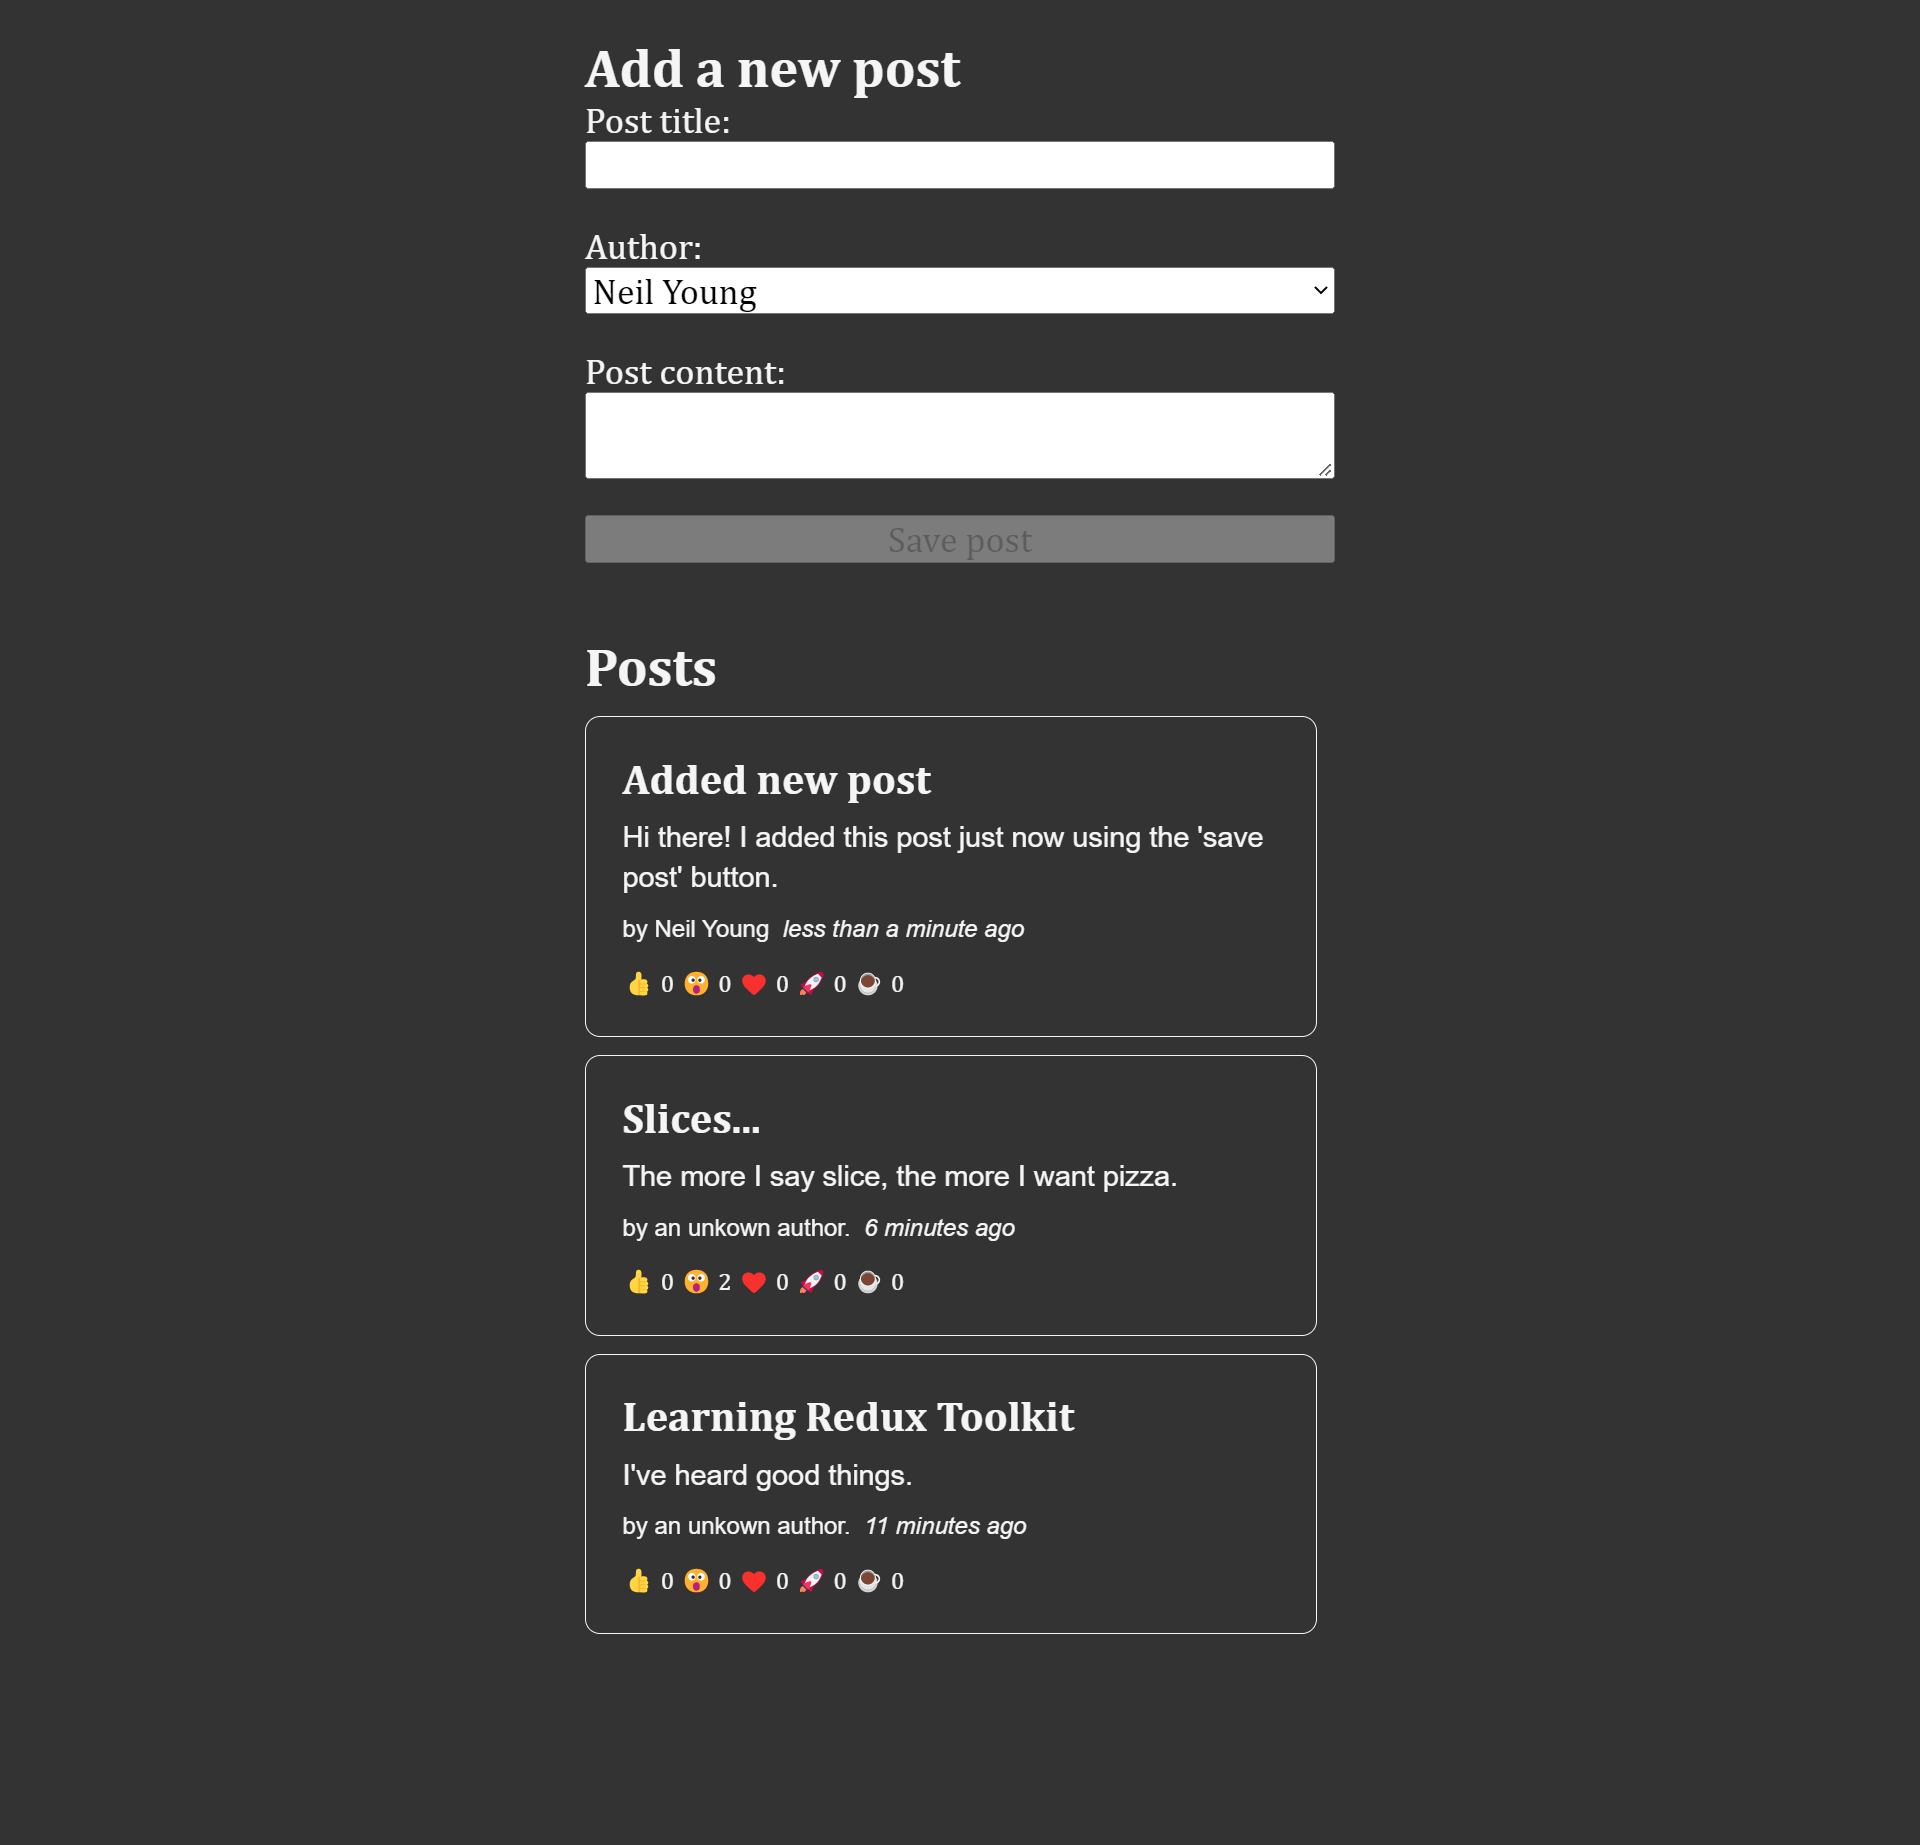 Add a new post
Post title:
Author:
Neil Young
Post content:
Save post
Posts
Added new post
Hi there! I added this post just now using the 'save
post' button.
by Neil Young less than a minute ago
👍 0 😲 0 ❤️ 0 🚀 0 ☕ 0
Slices...
The more I say slice, the more I want pizza.
by an unkown author. 6 minutes ago
👍 0 😲 2 ❤️ 0 🚀 0 ☕ 0
Learning Redux Toolkit
I've heard good things.
by an unkown author. 11 minutes ago
👍 0 😲 0 ❤️ 0 🚀 0 ☕ 0